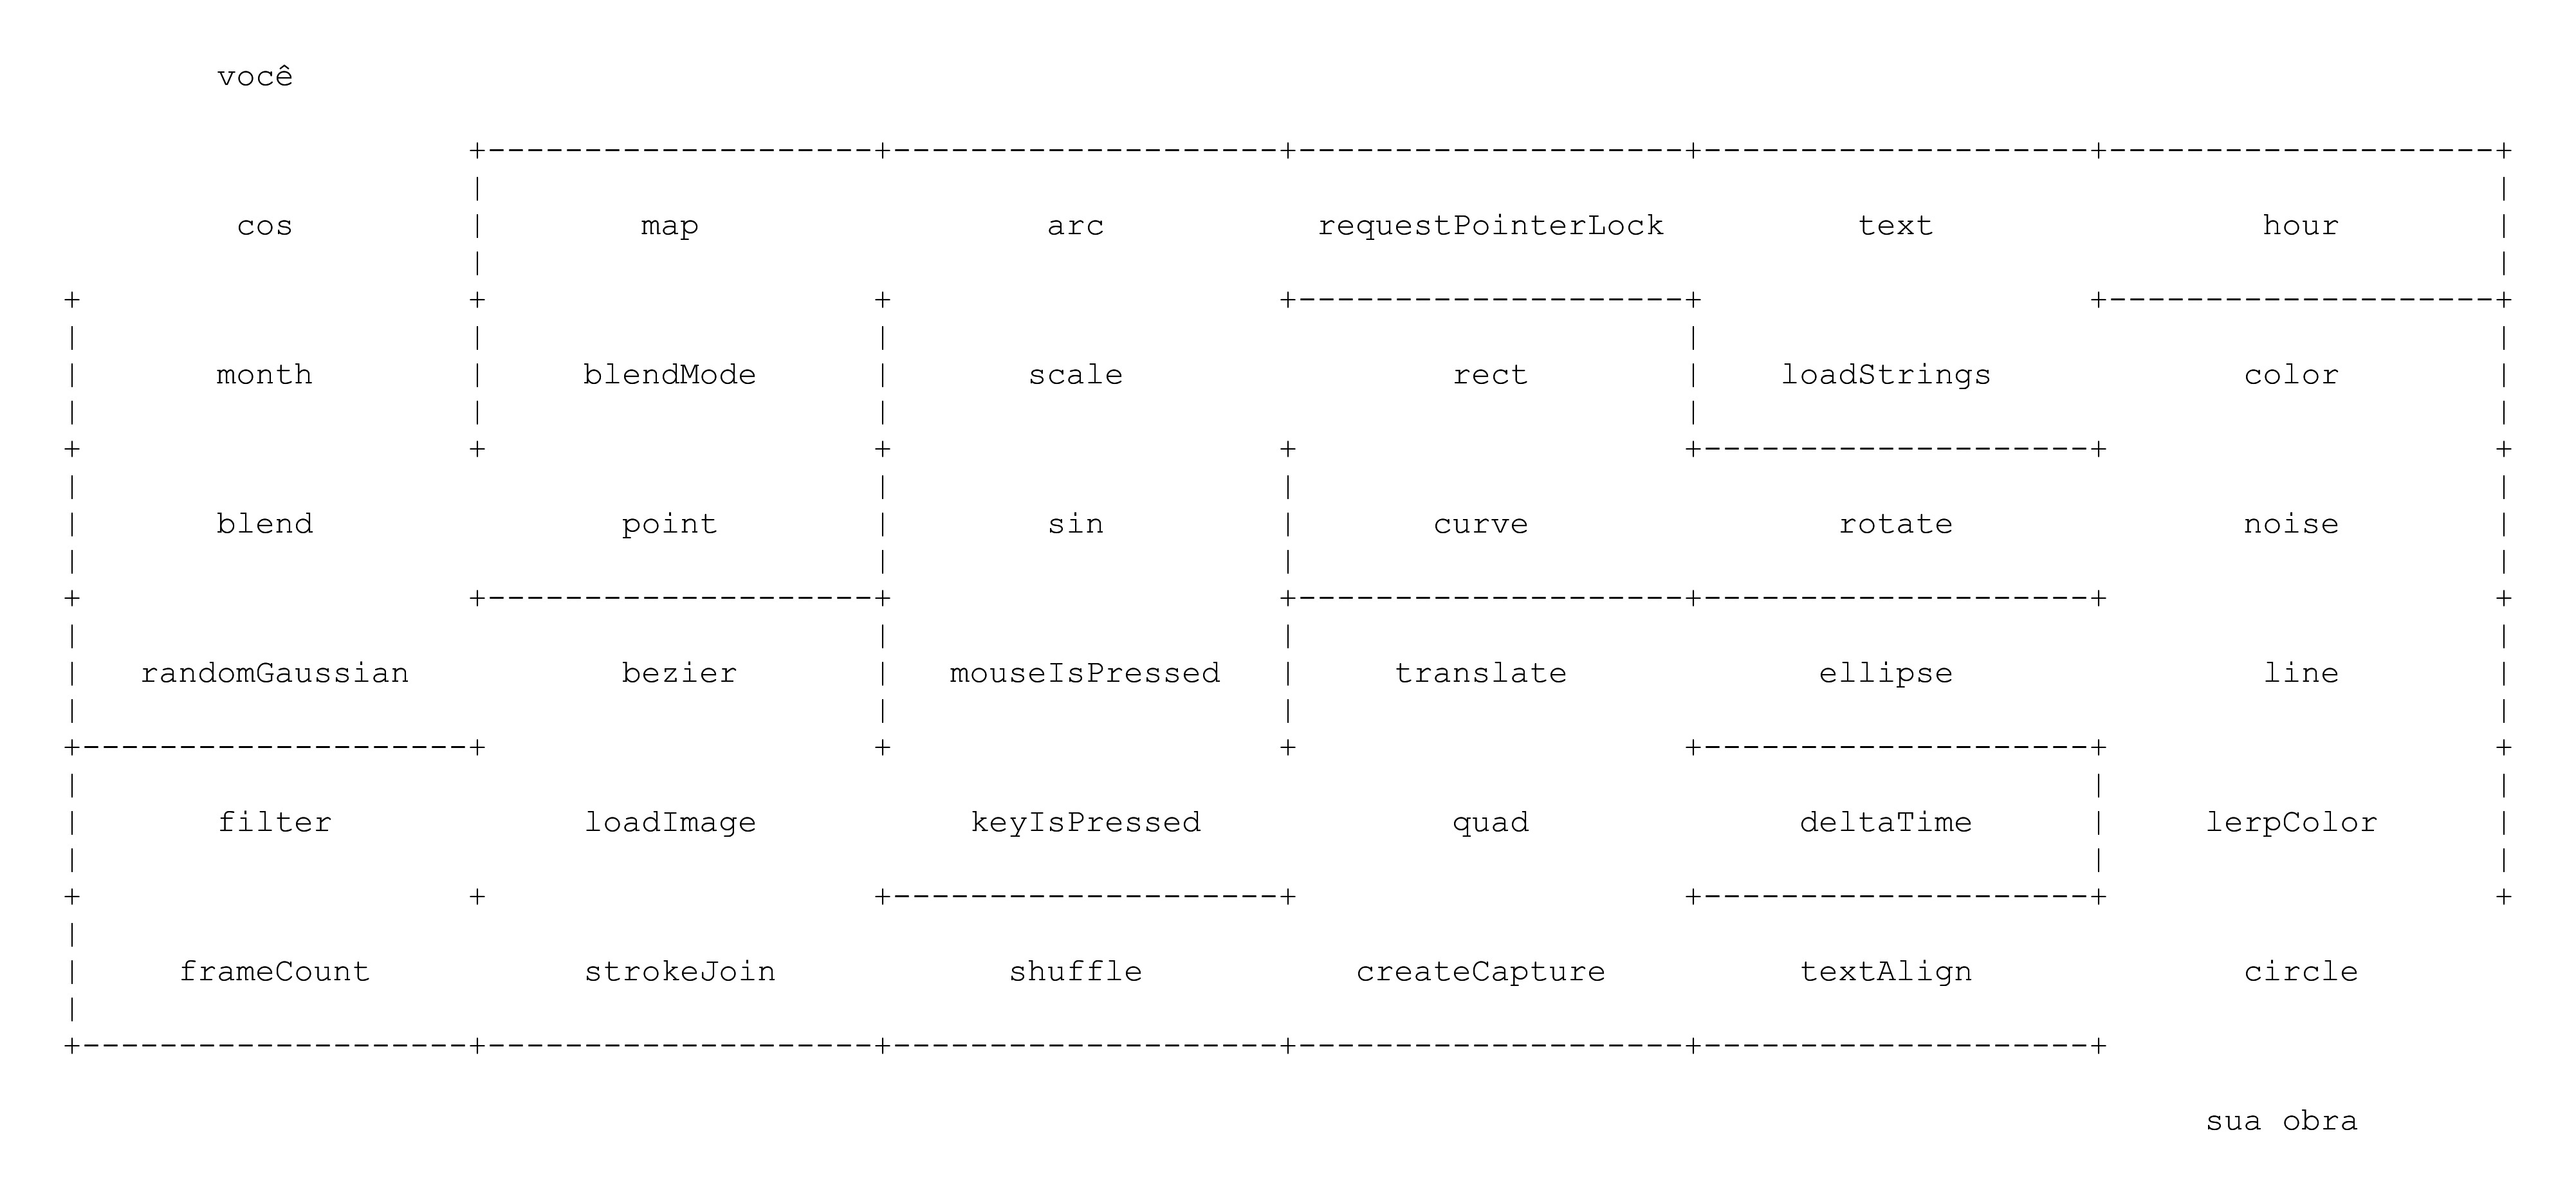 você
cos map arc requestPointerLock text hour
month blendMode scale rect loadStrings color
blend point sin curve rotate noise
randomGaussian bezier mouseIsPressed translate ellipse line
filter loadImage keyIsPressed quad deltaTime lerpColor
frameCount strokeJoin shuffle createCapture textAlign circle
sua obra